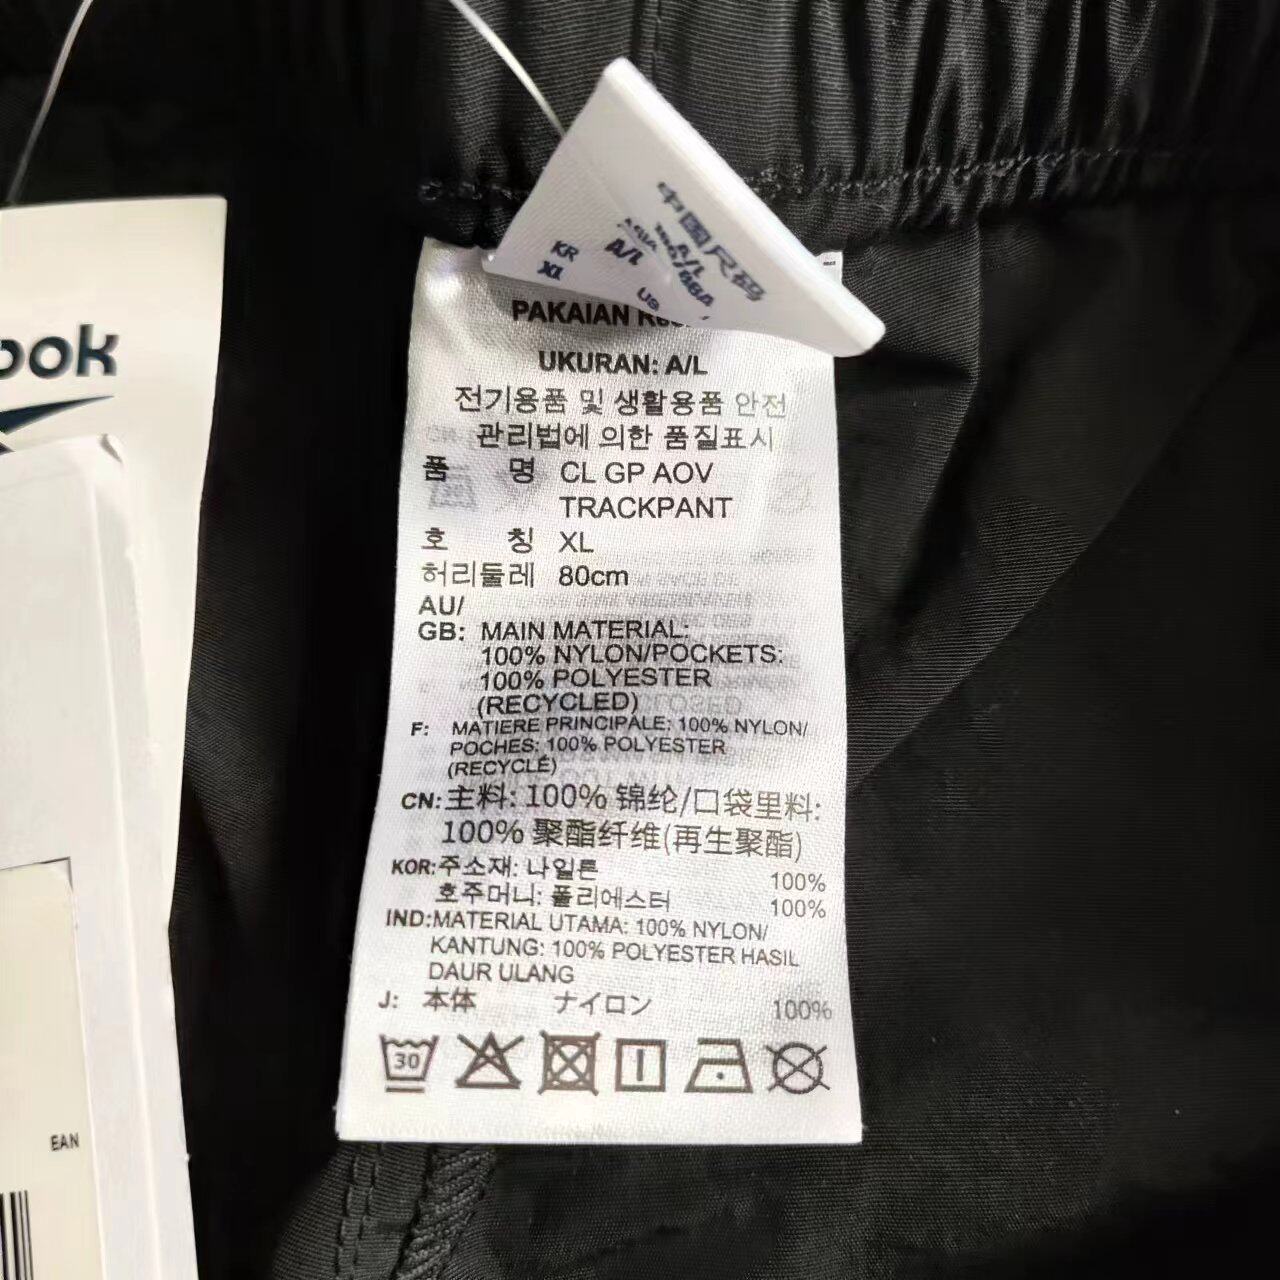 中国尺码
A/L
KR
XL
A/L
US
PAKAIAN
UKURAN: A/L
전기용품 및 생활용품 안전
관리법에 의한 품질표시
품 명 CL GP AOV
TRACKPANT
호 칭 XL
허리둘레 80cm
AU/
GB: MAIN MATERIAL:
100% NYLON/POCKETS:
100% POLYESTER
(RECYCLED)
F: MATIERE PRINCIPALE: 100% NYLON/
POCHES: 100% POLYESTER
(RECYCLÉ)
CN: 主料: 100% 锦纶/口袋里料:
100% 聚酯纤维(再生聚酯)
KOR: 주소재: 나일론 100%
호주머니: 폴리에스터 100%
IND: MATERIAL UTAMA: 100% NYLON/
KANTUNG: 100% POLYESTER HASIL
DAUR ULANG
J: 本体 ナイロン 100%
30
ook
EAN